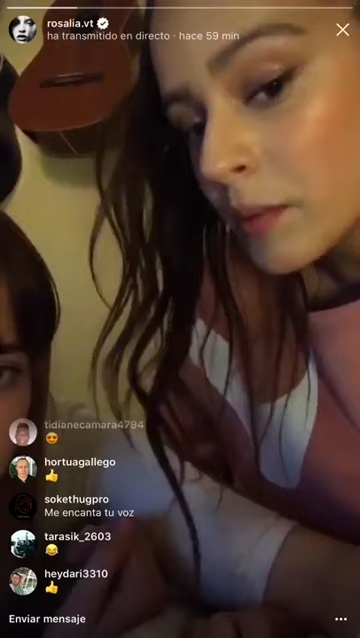 rosalia.vt
ha transmitido en directo · hace 59 min
tidianecamara4794
😍
hortuagallego
👍
sokethugpro
Me encanta tu voz
tarasik_2603
😂
heydari3310
👍
Enviar mensaje